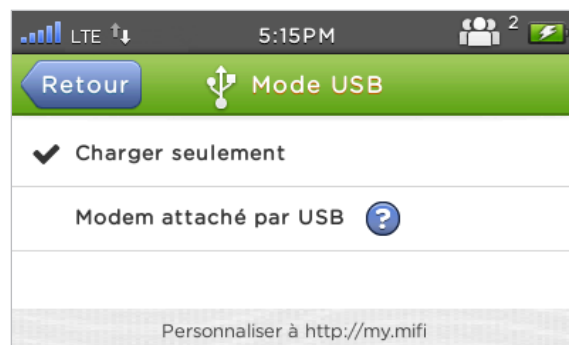 LTE 5:15PM 2
Retour Mode USB
Charger seulement
Modem attaché par USB ?
Personnaliser à http://my.mifi